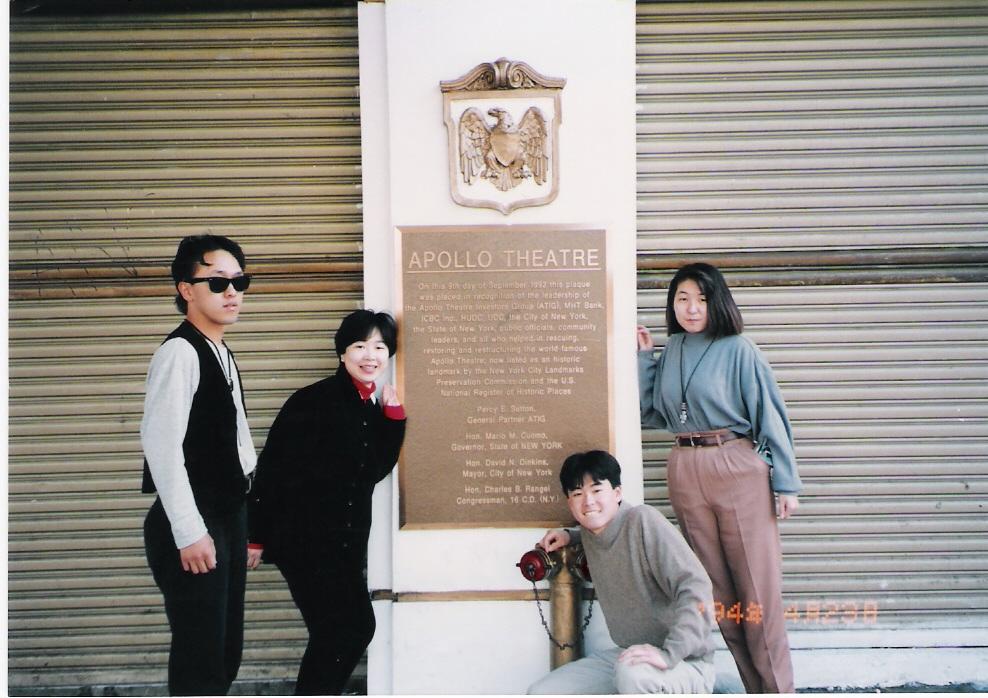 APOLLO THEATRE
On this 9th day of September 1992 this plaque
was placed in recognition of the leadership of
the Apollo Theatre Investor Group (ATIG), MHT Bank,
ICBC Inc., HUDC, UDC, the City of New York,
the State of New York, public officials, community
leaders, and all who helped in rescuing,
restoring and restructuring the world famous
Apollo Theatre; now listed as an historic
landmark by the New York City Landmarks
Preservation Commission and the U.S.
National Register of Historic Places
Percy E. Sutton,
General Partner ATIG
Hon. Mario M. Cuomo,
Governor, State of NEW YORK
Hon. David N. Dinkins,
Mayor, City of New York
Hon. Charles B. Rangel
Congressman, 16 C.D. (N.Y.)
'94年 4月23日